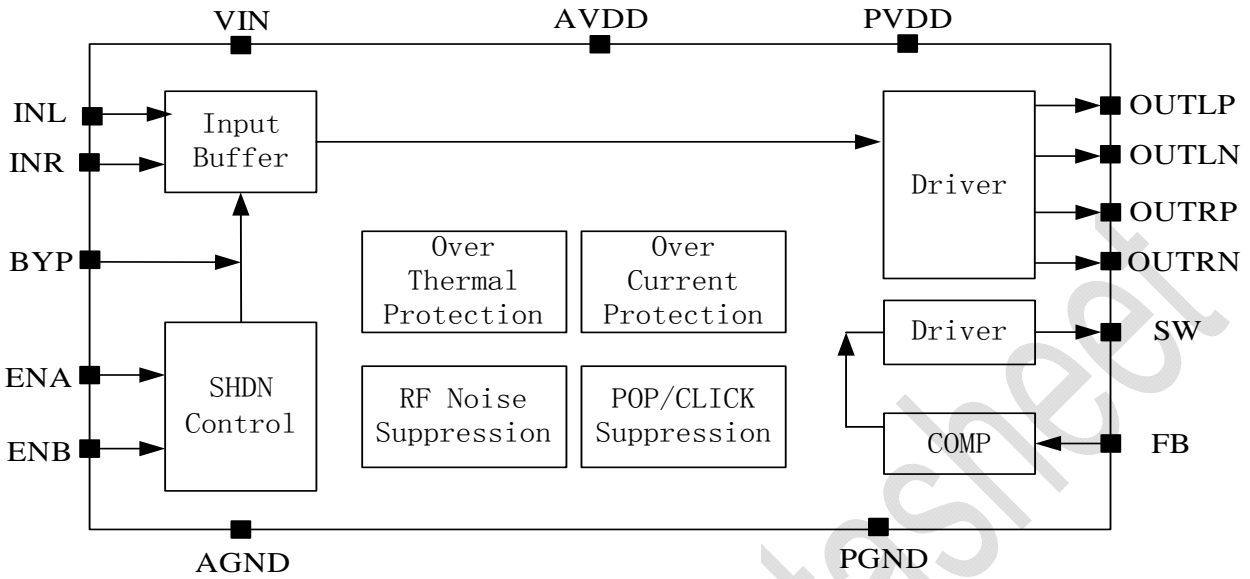 VIN
AVDD
PVDD
INL
INR
BYP
ENA
ENB
Input
Buffer
SHDN
Control
Over
Thermal
Protection
Over
Current
Protection
RF Noise
Suppression
POP/CLICK
Suppression
Driver
Driver
COMP
OUTLP
OUTLN
OUTRP
OUTRN
SW
FB
AGND
PGND